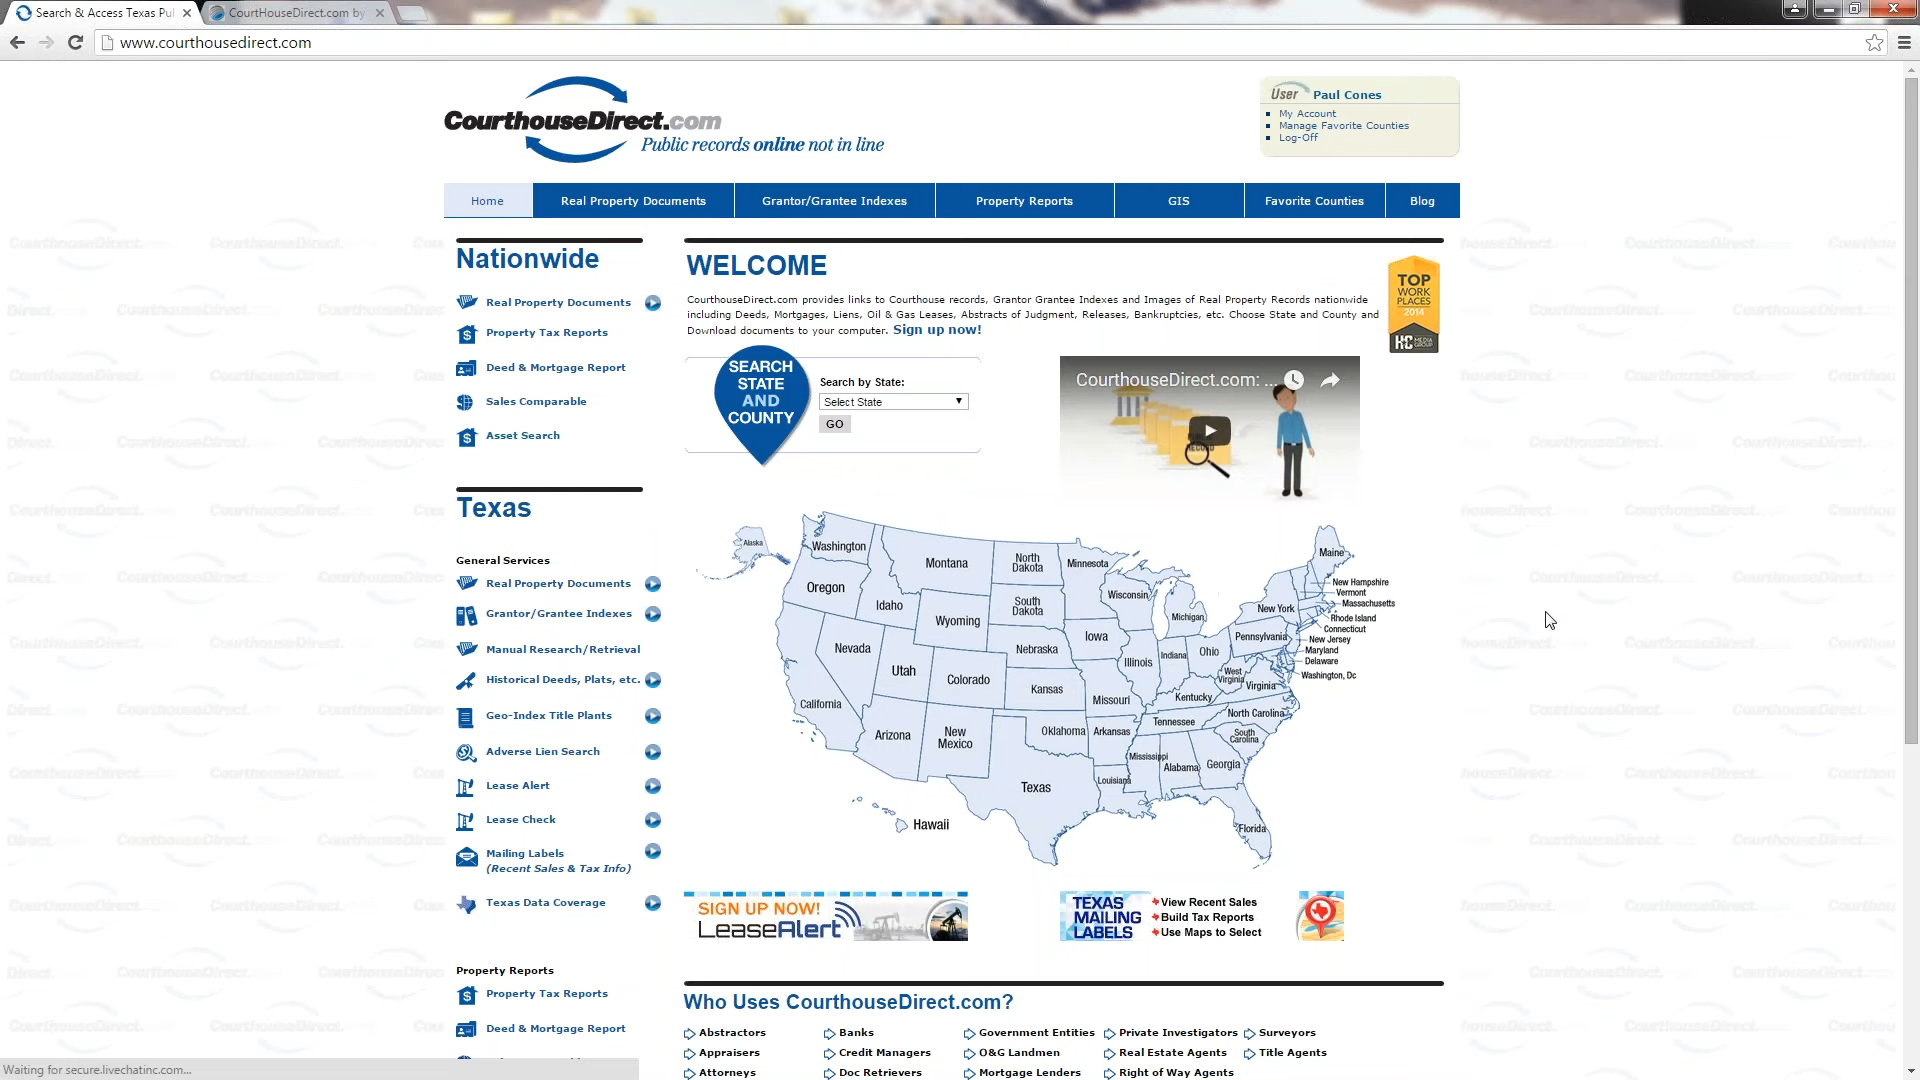 Search & Access Texas Pu
CourtHouseDirect.com by
www.courthousedirect.com
CourthouseDirect.com
Public records online not in line
User Paul Cones
My Account
Manage Favorite Counties
Log-Off
Home
Real Property Documents
Grantor/Grantee Indexes
Property Reports
GIS
Favorite Counties
Blog
Nationwide
Real Property Documents
Property Tax Reports
Deed & Mortgage Report
Sales Comparable
Asset Search
Texas
General Services
Real Property Documents
Grantor/Grantee Indexes
Manual Research/Retrieval
Historical Deeds, Plats, etc.
Geo-Index Title Plants
Adverse Lien Search
Lease Alert
Lease Check
Mailing Labels
(Recent Sales & Tax Info)
Texas Data Coverage
Property Reports
Property Tax Reports
Deed & Mortgage Report
WELCOME
CourthouseDirect.com provides links to Courthouse records, Grantor Grantee Indexes and Images of Real Property Records nationwide
including Deeds, Mortgages, Liens, Oil & Gas Leases, Abstracts of Judgment, Releases, Bankruptcies, etc. Choose State and County and
Download documents to your computer. Sign up now!
TOP
WORK
PLACES
2014
HC MEDIA GROUP
SEARCH
STATE
AND
COUNTY
Search by State:
Select State
GO
CourthouseDirect.com: ...
Alaska
Washington
Oregon
Idaho
Montana
Wyoming
North
Dakota
South
Dakota
Minnesota
Wisconsin
Michigan
Nebraska
Iowa
Nevada
Utah
Colorado
Kansas
Missouri
Illinois
Indiana
Ohio
California
Arizona
New
Mexico
Oklahoma
Arkansas
Texas
Louisiana
Mississippi
Alabama
Georgia
Florida
Tennessee
Kentucky
West
Virginia
Virginia
North Carolina
South
Carolina
Pennsylvania
New York
Maine
New Hampshire
Vermont
Massachusetts
Rhode Island
Connecticut
New Jersey
Maryland
Delaware
Washington, Dc
Hawaii
SIGN UP NOW!
LeaseAlert
TEXAS
MAILING
LABELS
View Recent Sales
Build Tax Reports
Use Maps to Select
Who Uses CourthouseDirect.com?
Abstractors
Banks
Government Entities
Private Investigators
Surveyors
Appraisers
Credit Managers
O&G Landmen
Real Estate Agents
Title Agents
Attorneys
Doc Retrievers
Mortgage Lenders
Right of Way Agents
Waiting for secure.livechatinc.com...